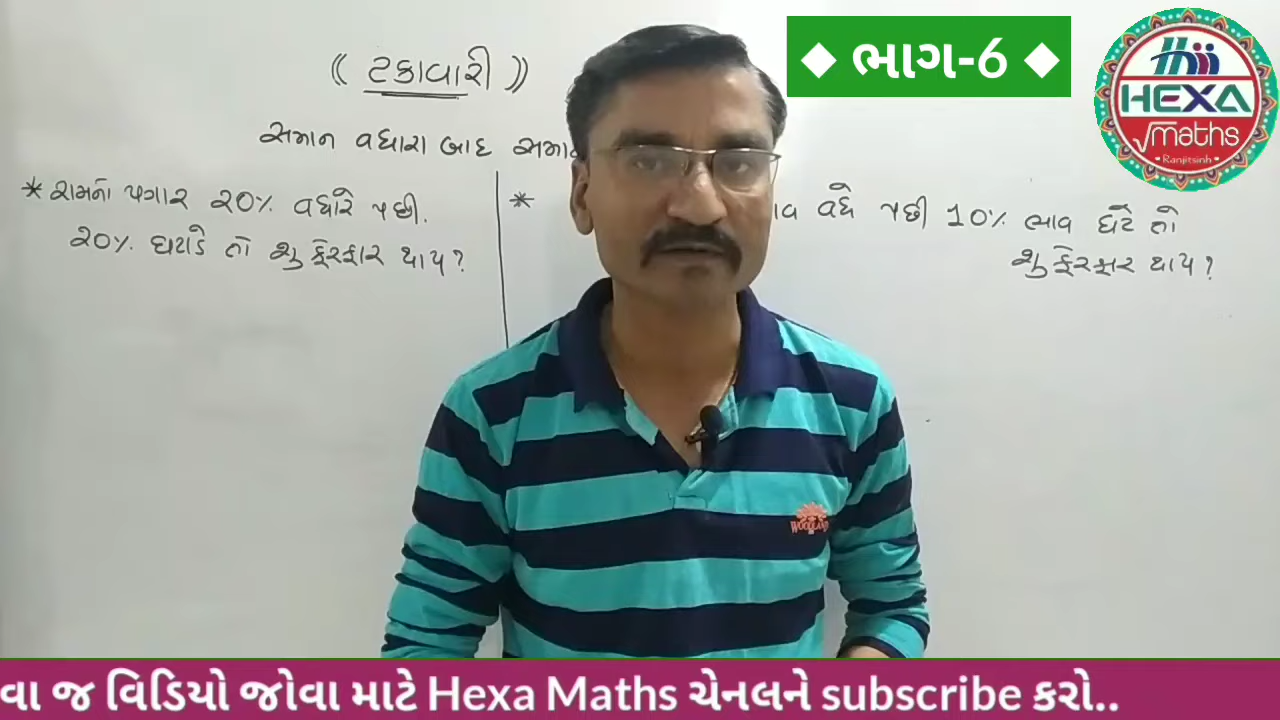 ◆ ભાગ-6 ◆
HEXA
maths
Ranjitsinh
(( ટકાવારી ))
સમાન વધારા બાદ
* રામનો પગાર 20% વધારે પછી.
20% ઘટાડે તો શુ ફેરફાર થાય?
* વધે પછી 10% ભાવ ઘટે તો
શુ ફેરફાર થાય?
WOODLAND
વા જ વિડિયો જોવા માટે Hexa Maths ચેનલને subscribe કરો..